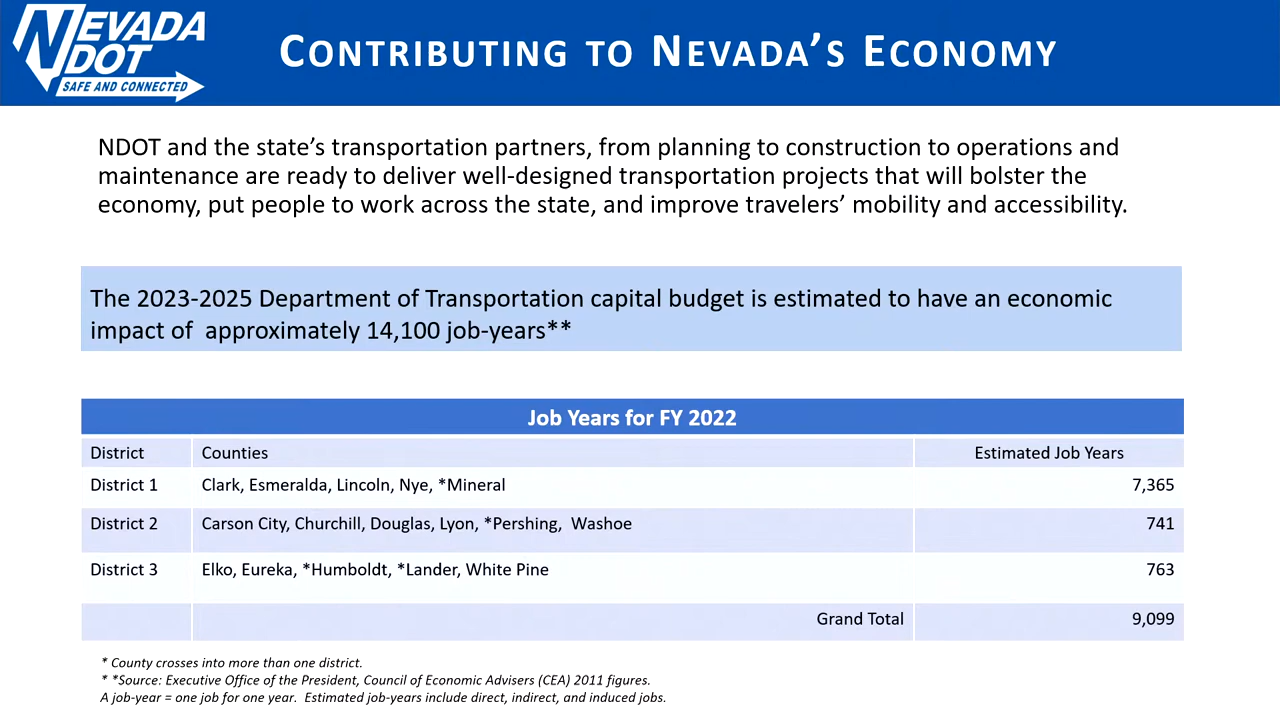 NEVADA
DOT
SAFE AND CONNECTED
CONTRIBUTING TO NEVADA'S ECONOMY
NDOT and the state's transportation partners, from planning to construction to operations and
maintenance are ready to deliver well-designed transportation projects that will bolster the
economy, put people to work across the state, and improve travelers' mobility and accessibility.
The 2023-2025 Department of Transportation capital budget is estimated to have an economic
impact of  approximately 14,100 job-years**
Job Years for FY 2022
District Counties Estimated Job Years
District 1 Clark, Esmeralda, Lincoln, Nye, *Mineral 7,365
District 2 Carson City, Churchill, Douglas, Lyon, *Pershing,  Washoe 741
District 3 Elko, Eureka, *Humboldt, *Lander, White Pine 763
Grand Total 9,099
* County crosses into more than one district.
* *Source: Executive Office of the President, Council of Economic Advisers (CEA) 2011 figures.
A job-year = one job for one year.  Estimated job-years include direct, indirect, and induced jobs.